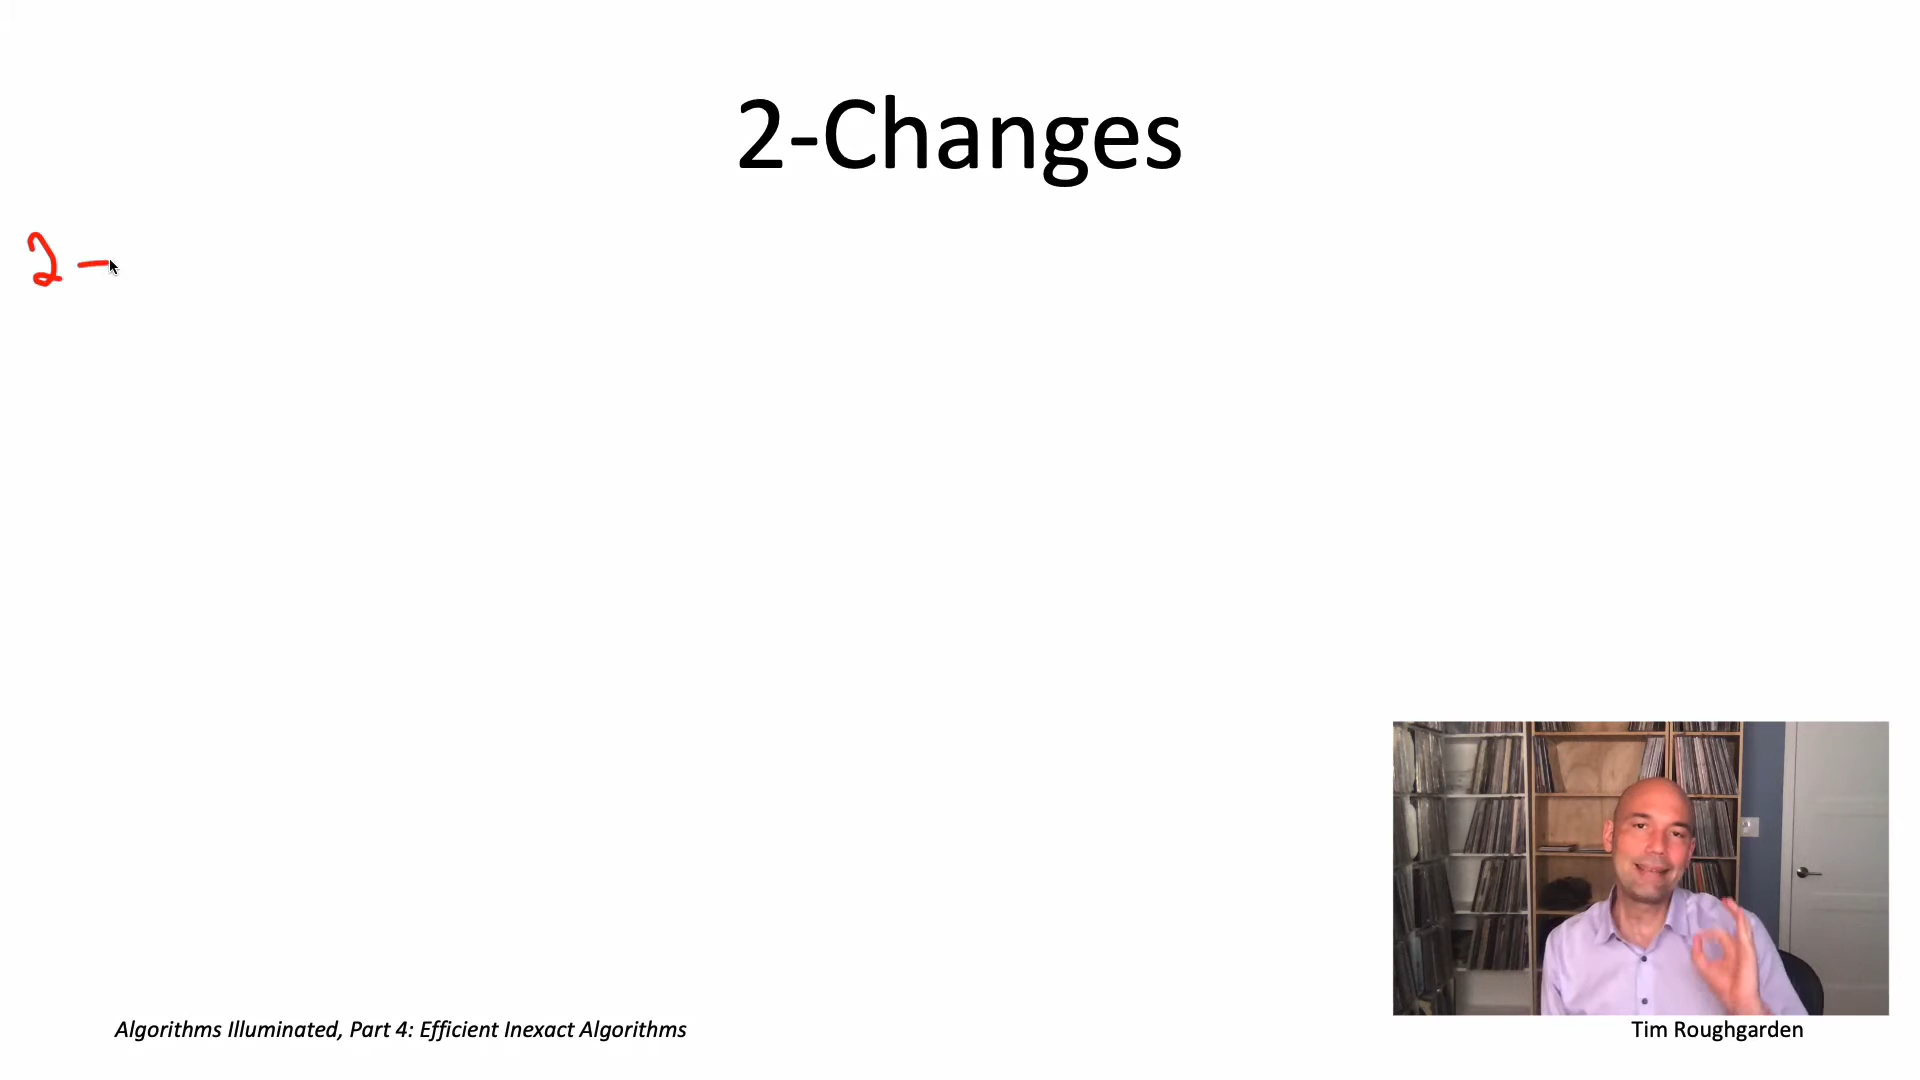 2-Changes
2 -
Algorithms Illuminated, Part 4: Efficient Inexact Algorithms
Tim Roughgarden